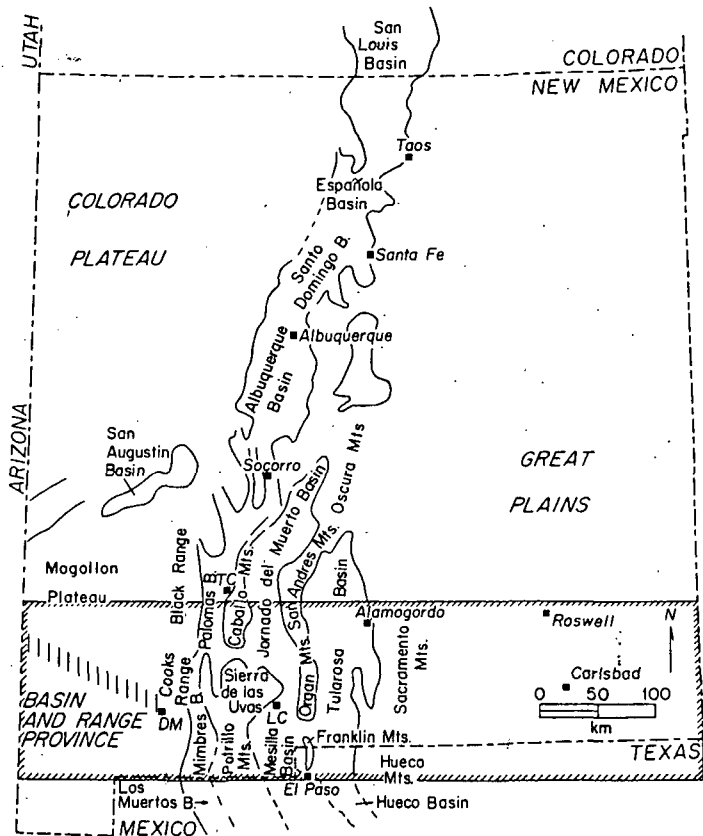 UTAH
San
Louis
Basin
COLORADO
NEW MEXICO
Taos
COLORADO
PLATEAU
Española
Basin
Santo
Domingo B.
Santa Fe
Albuquerque
Albuquerque
Basin
ARIZONA
San
Augustin
Basin
Socorro
Oscura Mts
GREAT
PLAINS
Mogollon
Plateau
Black Range
Palomas B.
TC
Caballo Mts.
Jornado del Muerto Basin
San Andres Mts.
Basin
Tularosa
Alamogordo
Sacramento
Mts.
Roswell
N
Carlsbad
0 50 100
km
BASIN
AND RANGE
PROVINCE
Cooks
Range
DM
Mimbres B.
Sierra
de las
Uvas
Potrillo
Mts.
LC
Mesilla
Basin
Organ Mts.
Franklin Mts.
TEXAS
Hueco
Mts.
El Paso
Los
Muertos B.
Hueco Basin
MEXICO